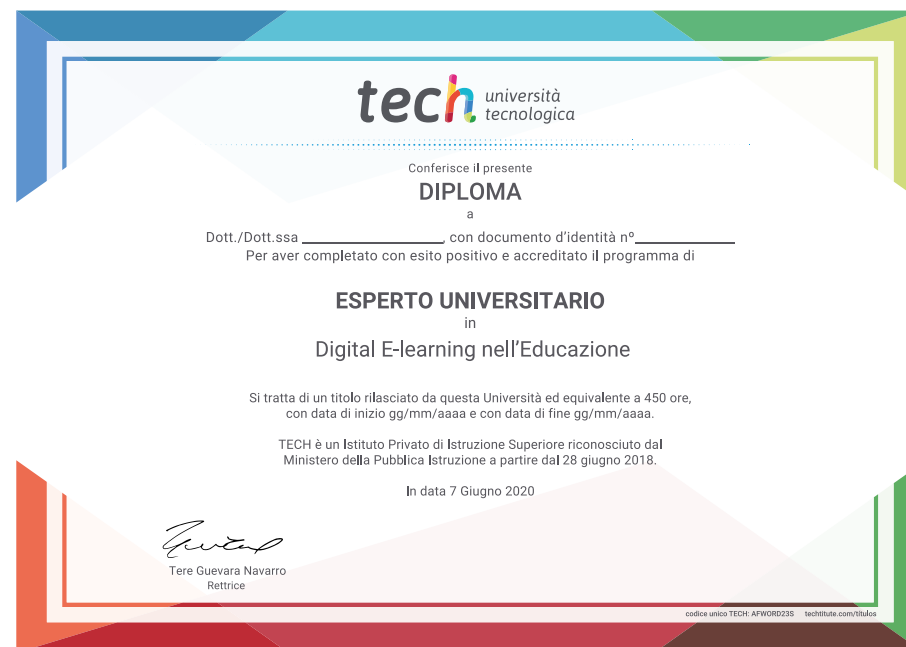 tech università
tecnologica
Conferisce il presente
DIPLOMA
a
Dott./Dott.ssa ________________, con documento d'identità nº____________
Per aver completato con esito positivo e accreditato il programma di
ESPERTO UNIVERSITARIO
in
Digital E-learning nell'Educazione
Si tratta di un titolo rilasciato da questa Università ed equivalente a 450 ore,
con data di inizio gg/mm/aaaa e con data di fine gg/mm/aaaa.
TECH è un Istituto Privato di Istruzione Superiore riconosciuto dal
Ministero della Pubblica Istruzione a partire dal 28 giugno 2018.
In data 7 Giugno 2020
Tere Guevara Navarro
Rettrice
codice unico TECH: AFWORD23S techtitute.com/titulos